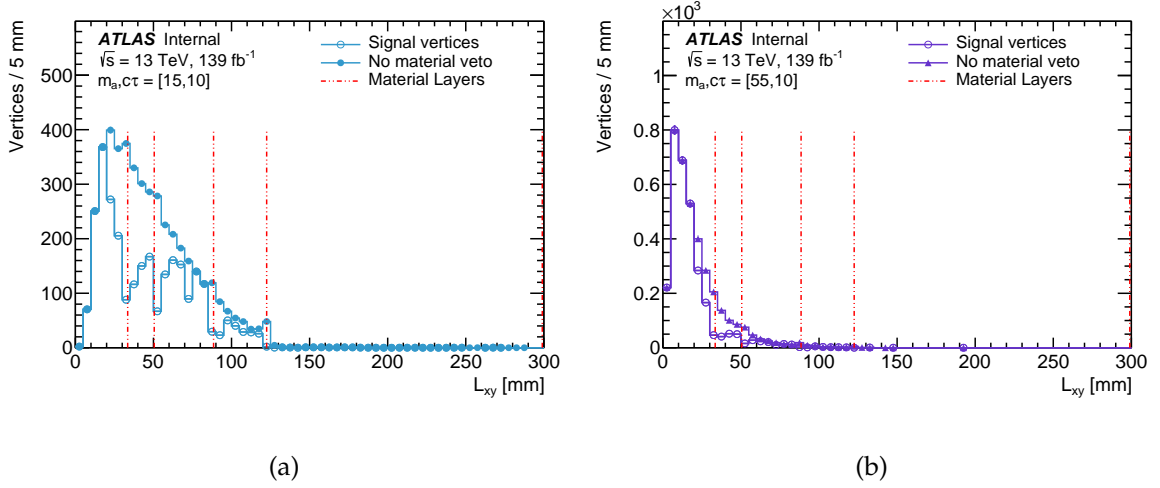 ATLAS Internal
√s = 13 TeV, 139 fb⁻¹
mₐ,cτ = [15,10]
Signal vertices
No material veto
Material Layers
Vertices / 5 mm
500
400
300
200
100
0
0 50 100 150 200 250 300
L_xy [mm]
(a)
×10³
ATLAS Internal
√s = 13 TeV, 139 fb⁻¹
mₐ,cτ = [55,10]
Signal vertices
No material veto
Material Layers
Vertices / 5 mm
1
0.8
0.6
0.4
0.2
0
0 50 100 150 200 250 300
L_xy [mm]
(b)